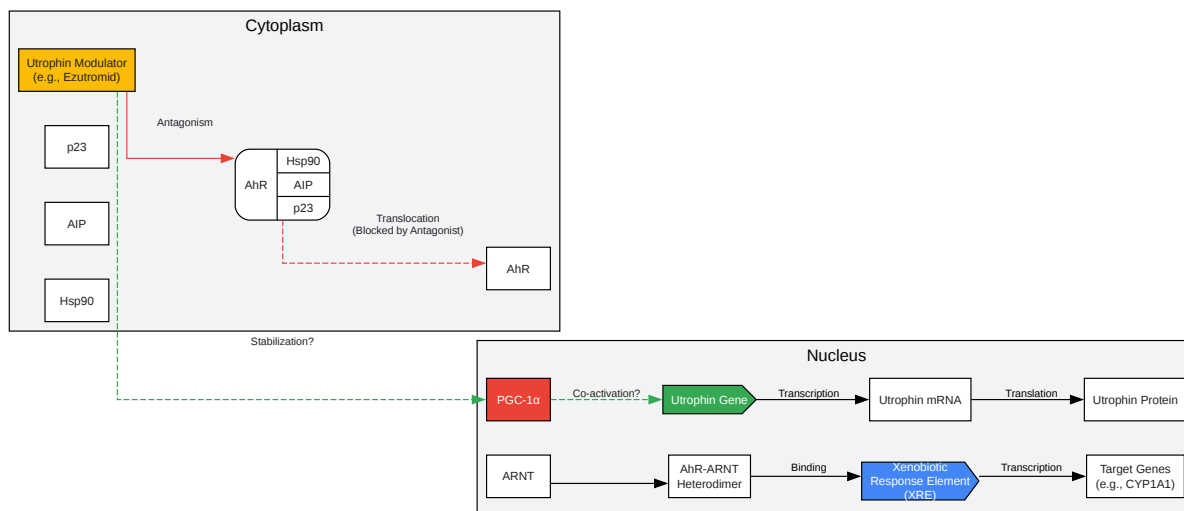 Cytoplasm
Utrophin Modulator
(e.g., Ezutromid)
Antagonism
p23
AhR
Hsp90
AIP
p23
AIP
Translocation
(Blocked by Antagonist)
AhR
Hsp90
Stabilization?
Nucleus
PGC-1α
Co-activation?
Utrophin Gene
Transcription
Utrophin mRNA
Translation
Utrophin Protein
ARNT
AhR-ARNT
Heterodimer
Binding
Xenobiotic
Response Element
(XRE)
Transcription
Target Genes
(e.g., CYP1A1)